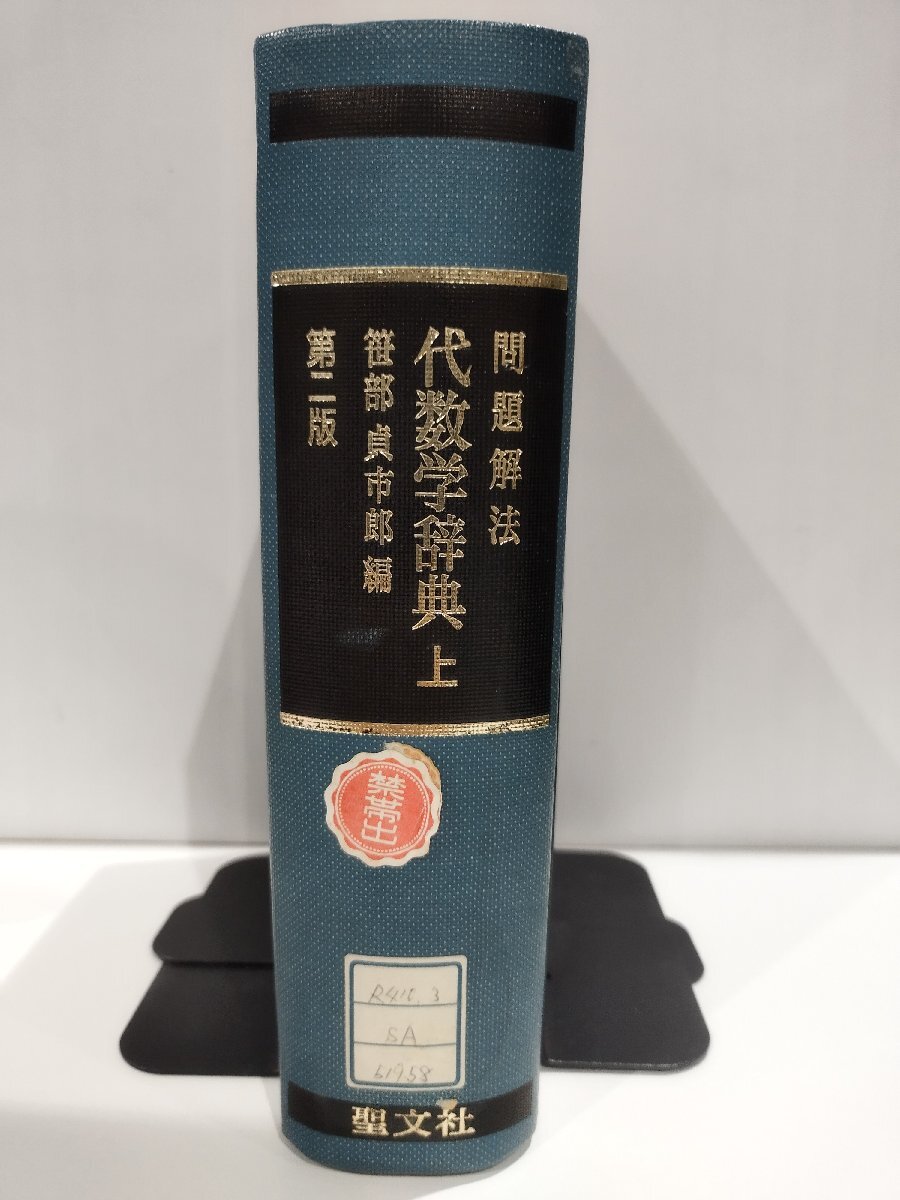 問題解法
代数学辞典 上
笹部 貞市郎 編
第二版
禁帯出
R410.3
SA
51958
聖文社